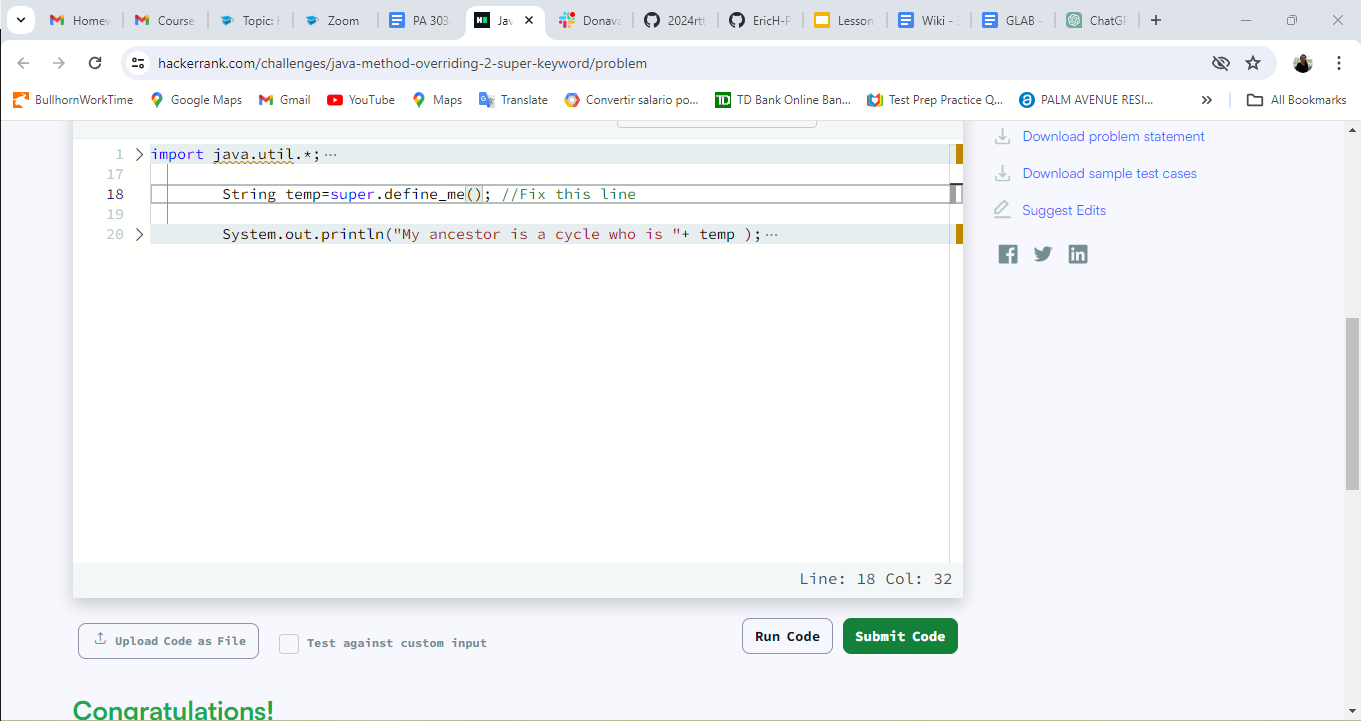 Homew
Course
Topic: H
Zoom
PA 303
Jav
Donava
2024rtt
EricH-P
Lesson
Wiki - 3
GLAB -
ChatGP
hackerrank.com/challenges/java-method-overriding-2-super-keyword/problem
BullhornWorkTime
Google Maps
Gmail
YouTube
Maps
Translate
Convertir salario po...
TD Bank Online Ban...
Test Prep Practice Q...
PALM AVENUE RESI...
All Bookmarks
Download problem statement
1 import java.util.*;...
Download sample test cases
17
18 String temp=super.define_me(); //Fix this line
Suggest Edits
19
20 System.out.println("My ancestor is a cycle who is "+ temp );...
Line: 18 Col: 32
Upload Code as File
Test against custom input
Run Code
Submit Code
Congratulations!